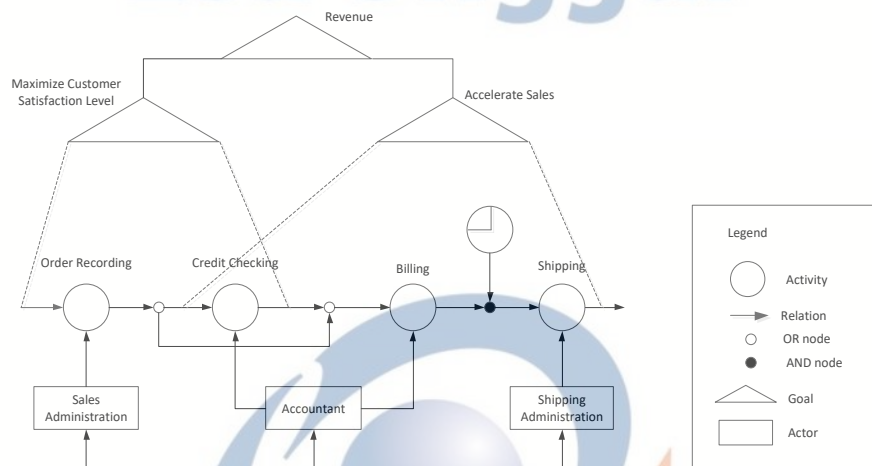 Revenue
Maximize Customer
Satisfaction Level
Accelerate Sales
Order Recording
Credit Checking
Billing
Shipping
Sales
Administration
Accountant
Shipping
Administration
Legend
Activity
Relation
OR node
AND node
Goal
Actor